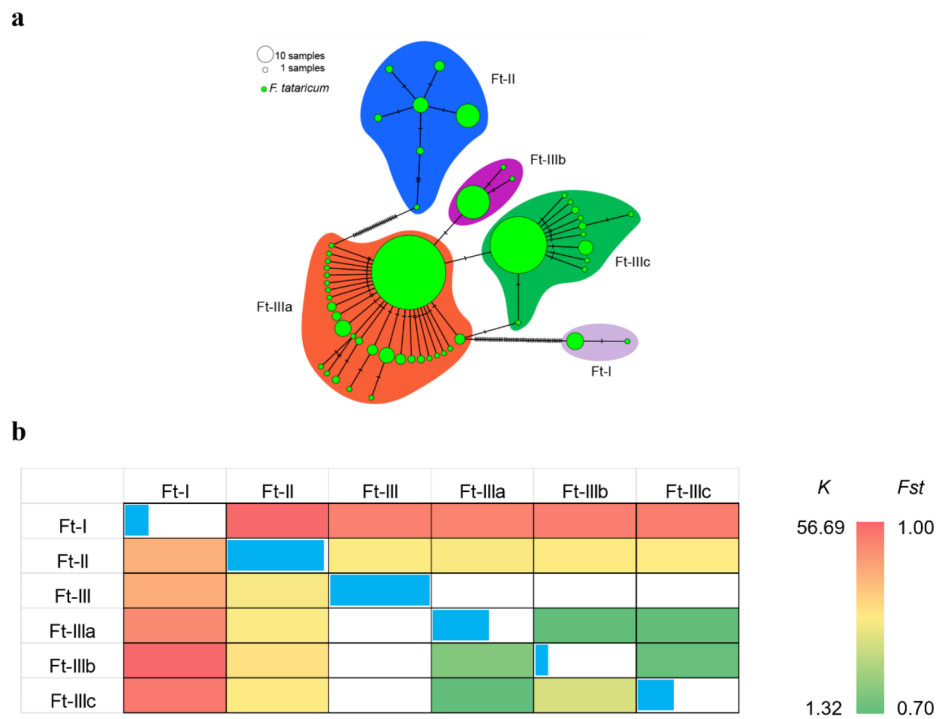 a
10 samples
1 samples
F. tataricum
Ft-II
Ft-IIIb
Ft-IIIc
Ft-IIIa
Ft-I
b
Ft-I Ft-II Ft-III Ft-IIIa Ft-IIIb Ft-IIIc
Ft-I
Ft-II
Ft-III
Ft-IIIa
Ft-IIIb
Ft-IIIc
K Fst
56.69 1.00
1.32 0.70